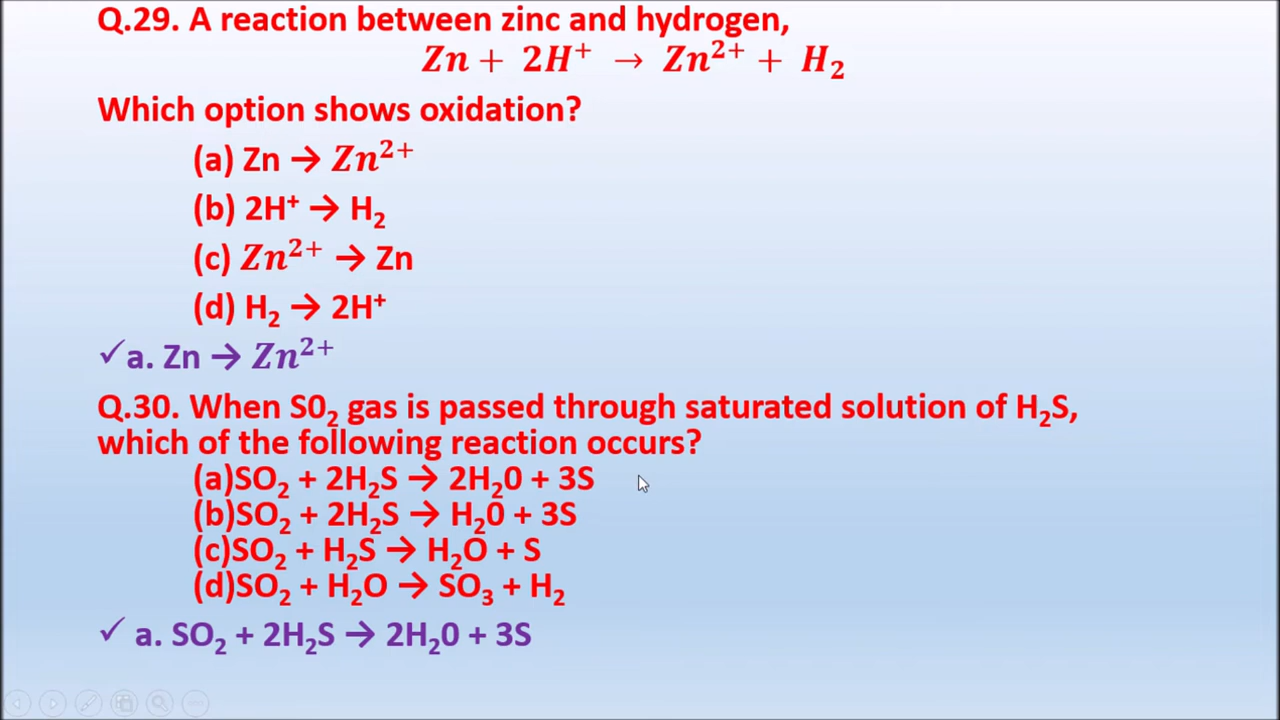 Q.29. A reaction between zinc and hydrogen,
Zn + 2H⁺ → Zn²⁺ + H₂
Which option shows oxidation?
(a) Zn → Zn²⁺
(b) 2H⁺ → H₂
(c) Zn²⁺ → Zn
(d) H₂ → 2H⁺
✓a. Zn → Zn²⁺
Q.30. When S0₂ gas is passed through saturated solution of H₂S,
which of the following reaction occurs?
(a)SO₂ + 2H₂S → 2H₂0 + 3S
(b)SO₂ + 2H₂S → H₂0 + 3S
(c)SO₂ + H₂S → H₂O + S
(d)SO₂ + H₂O → SO₃ + H₂
✓ a. SO₂ + 2H₂S → 2H₂0 + 3S